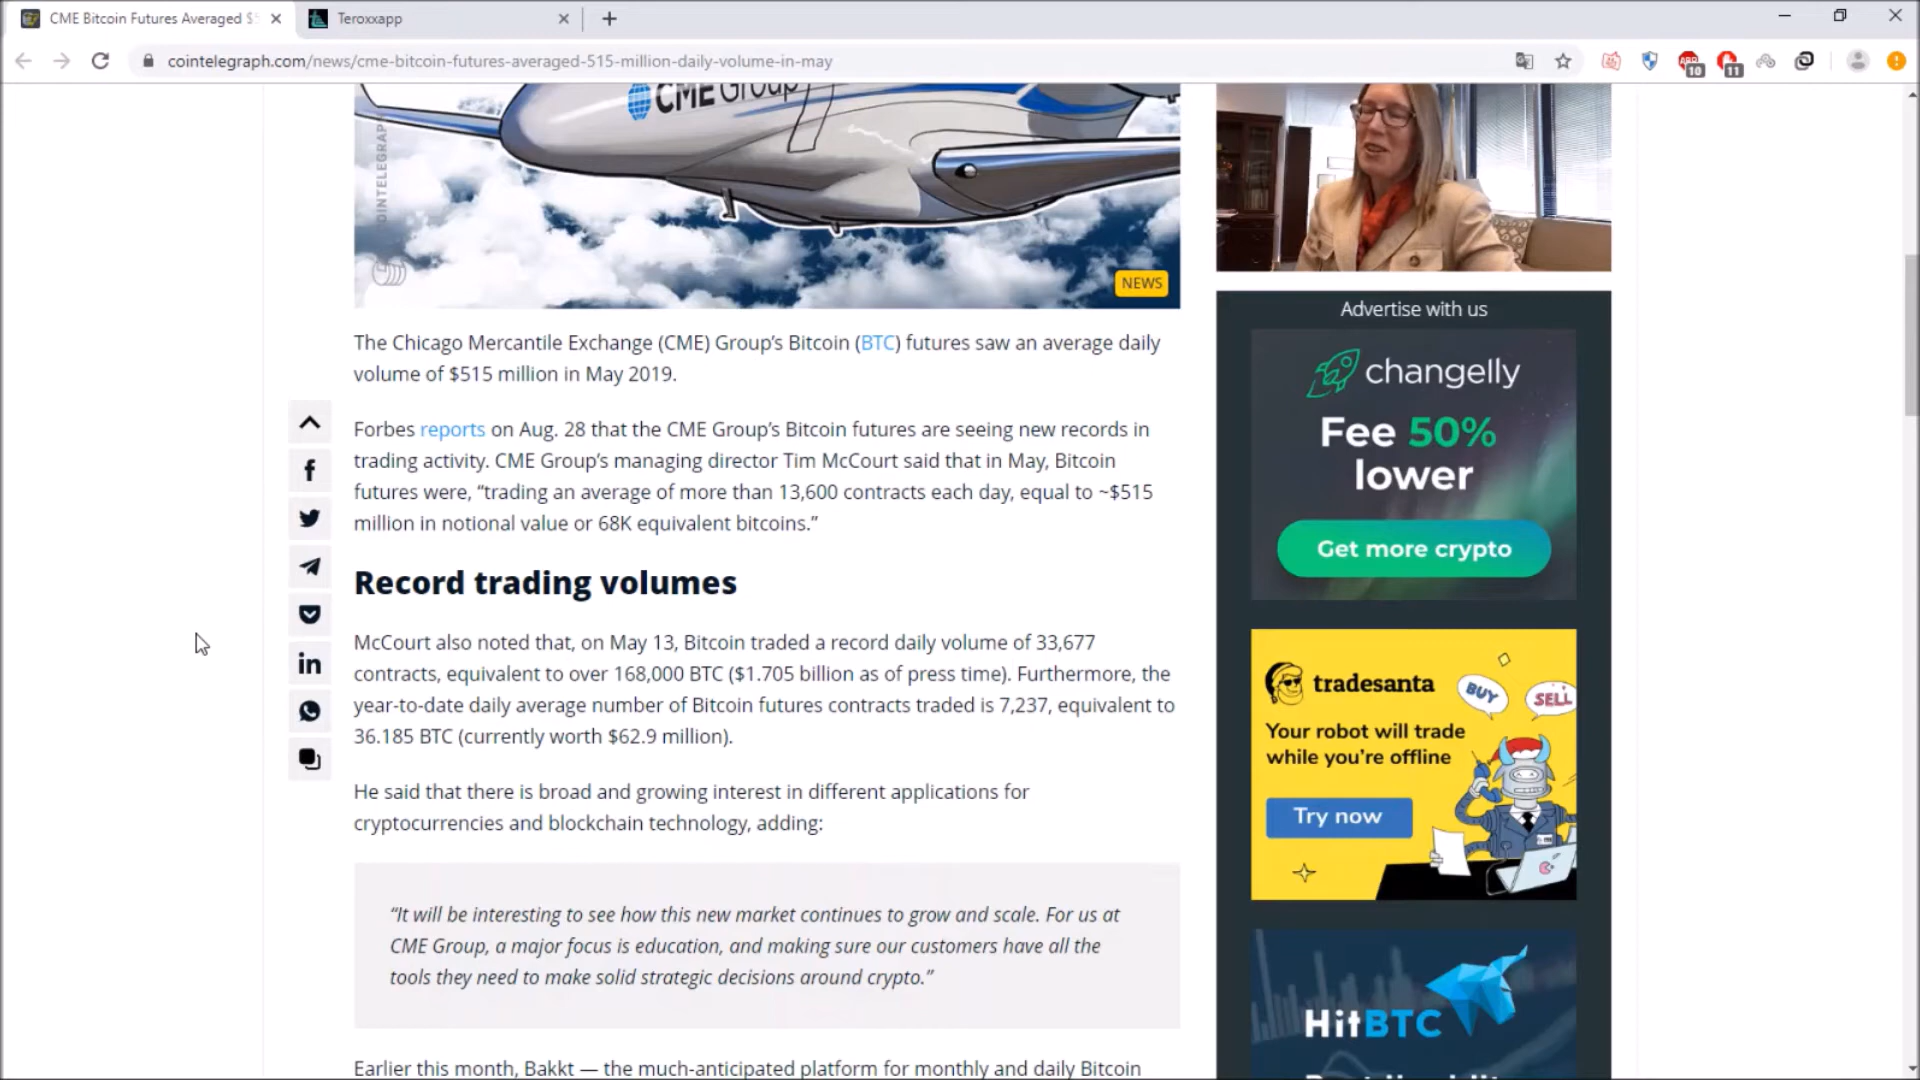 CME Bitcoin Futures Averaged $5
Teroxxapp
cointelegraph.com/news/cme-bitcoin-futures-averaged-515-million-daily-volume-in-may
10
11
CME Group
COINTELEGRAPH
NEWS
The Chicago Mercantile Exchange (CME) Group’s Bitcoin (BTC) futures saw an average daily
volume of $515 million in May 2019.
Forbes reports on Aug. 28 that the CME Group’s Bitcoin futures are seeing new records in
trading activity. CME Group’s managing director Tim McCourt said that in May, Bitcoin
futures were, “trading an average of more than 13,600 contracts each day, equal to ~$515
million in notional value or 68K equivalent bitcoins.”
Record trading volumes
McCourt also noted that, on May 13, Bitcoin traded a record daily volume of 33,677
contracts, equivalent to over 168,000 BTC ($1.705 billion as of press time). Furthermore, the
year-to-date daily average number of Bitcoin futures contracts traded is 7,237, equivalent to
36.185 BTC (currently worth $62.9 million).
He said that there is broad and growing interest in different applications for
cryptocurrencies and blockchain technology, adding:
“It will be interesting to see how this new market continues to grow and scale. For us at
CME Group, a major focus is education, and making sure our customers have all the
tools they need to make solid strategic decisions around crypto.”
Earlier this month, Bakkt — the much-anticipated platform for monthly and daily Bitcoin
Advertise with us
changelly
Fee 50%
lower
Get more crypto
tradesanta
BUY
SELL
Your robot will trade
while you’re offline
Try now
HitBTC